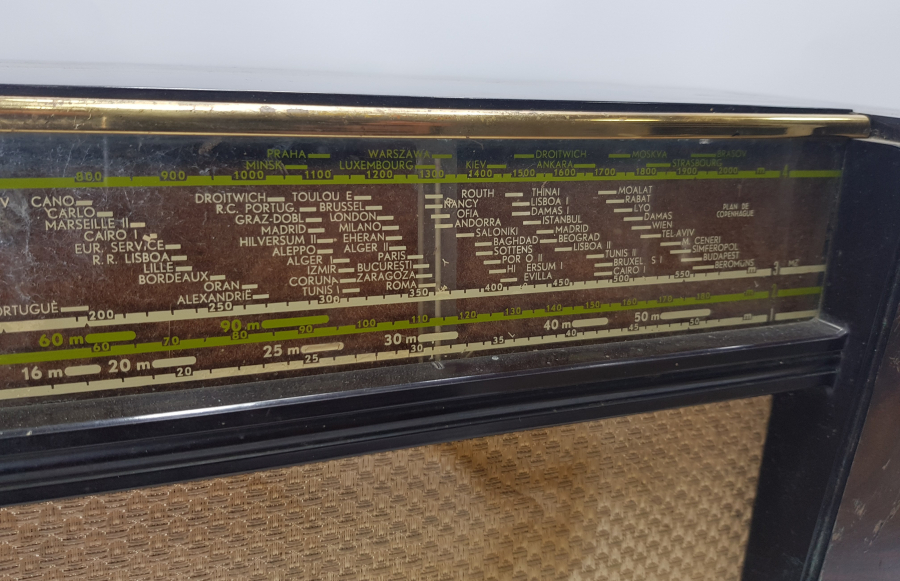 PRAHA WARSZAWA DROITWICH MOSKVA
MINSK LUXEMBOURG KIEV ANKARA STRASBOURG
800 900 1000 1100 1200 1300 1400 1500 1600 1700 1800 1900
CANO DROITWICH TOULOU E ROUTH THINAI MOALAT
CARLO R.C. PORTUG. BRUSSEL NANCY LISBOA I RABAT
MARSEILLE II GRAZ-DOBL LONDON OFIA DAMAS I LYO
CAIRO I MADRID MILANO ANDORRA ISTANBUL DAMAS
EUR. SERVICE HILVERSUM II EHERAN SALONIKI MADRID WIEN
R.R. LISBOA ALEPPO ALGER II BAGHDAD BEOGRAD TEL AVIV
LILLE ALGER I PARIS SOTTENS LISBOA II M CENERI
BORDEAUX IZMIR BUCURESTI POR O II TUNIS II SIMFEROPOL
ORAN CORUNA ZARAGOZA HI ERSUM I BRUXEL S I BUDAPEST
ALEXANDRIE TUNIS ROMA EVILLA CAIRO I BEROMUNS
PLAN DE
COPENHAGUE
ORTUGUÈ 200 250 300 350 400 450 500 550
60 m 90 m
60 70 80 90 100 110 120 130 140 150 160 170 180
16 m 20 m 25 m 30 m 40 m 50 m
20 25 30 35 40 45 50